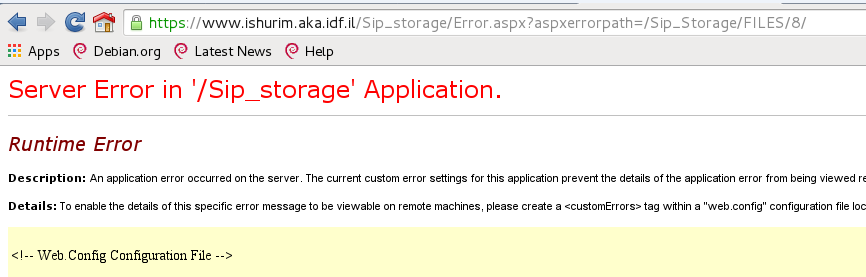 https://www.ishurim.aka.idf.il/Sip_storage/Error.aspx?aspxerrorpath=/Sip_Storage/FILES/8/
Apps Debian.org Latest News Help
Server Error in '/Sip_storage' Application.
Runtime Error
Description: An application error occurred on the server. The current custom error settings for this application prevent the details of the application error from being viewed re
Details: To enable the details of this specific error message to be viewable on remote machines, please create a <customErrors> tag within a "web.config" configuration file loc
<!-- Web.Config Configuration File -->